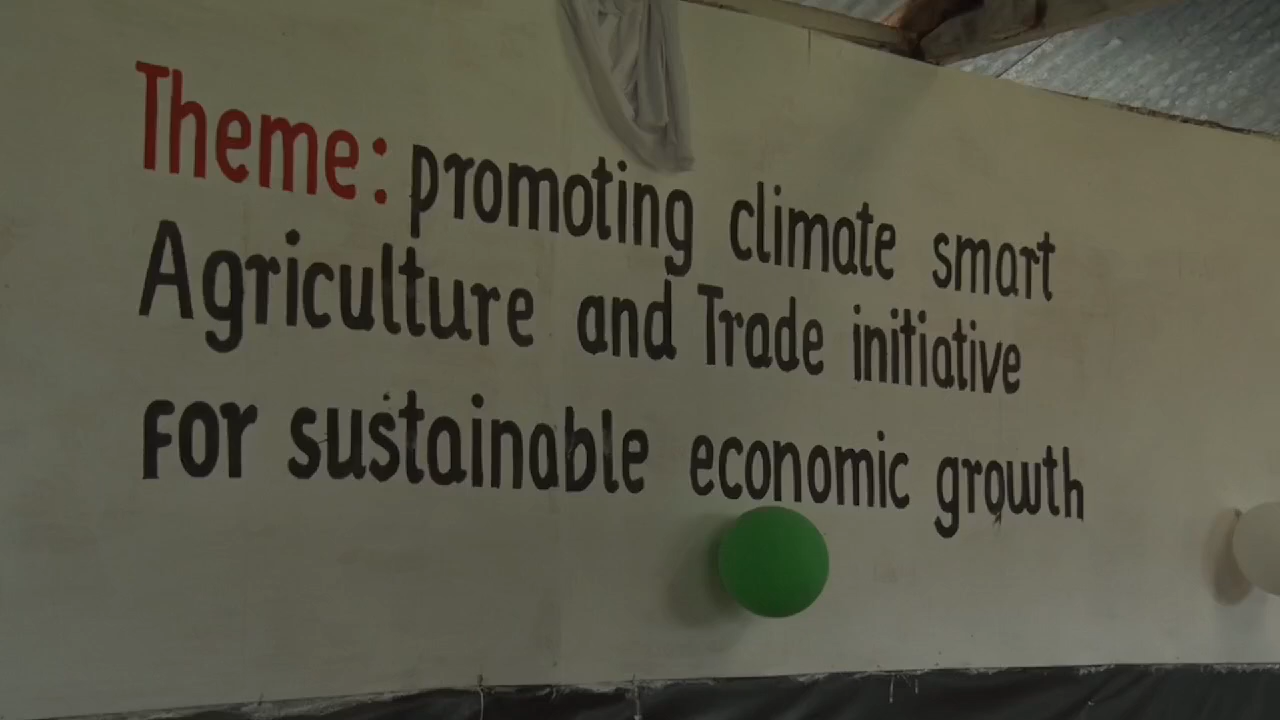 Theme: promoting climate smart
Agriculture and Trade initiative
For sustainable economic growth